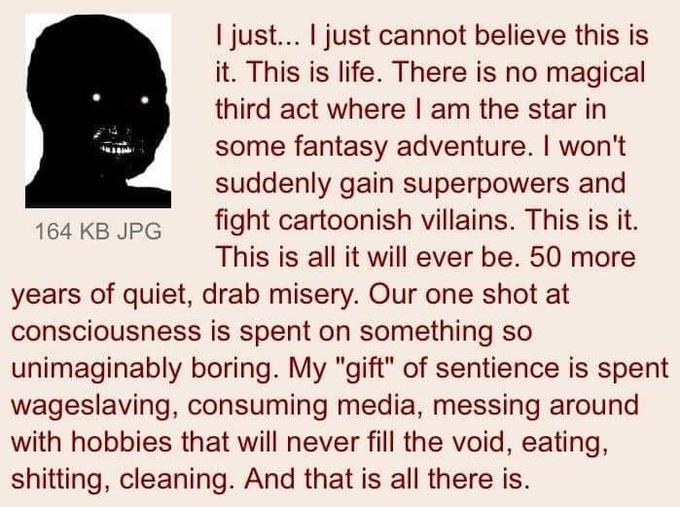 I just... I just cannot believe this is
it. This is life. There is no magical
third act where I am the star in
some fantasy adventure. I won't
suddenly gain superpowers and
fight cartoonish villains. This is it.
This is all it will ever be. 50 more
164 KB JPG
years of quiet, drab misery. Our one shot at
consciousness is spent on something so
unimaginably boring. My "gift" of sentience is spent
wageslaving, consuming media, messing around
with hobbies that will never fill the void, eating,
shitting, cleaning. And that is all there is.